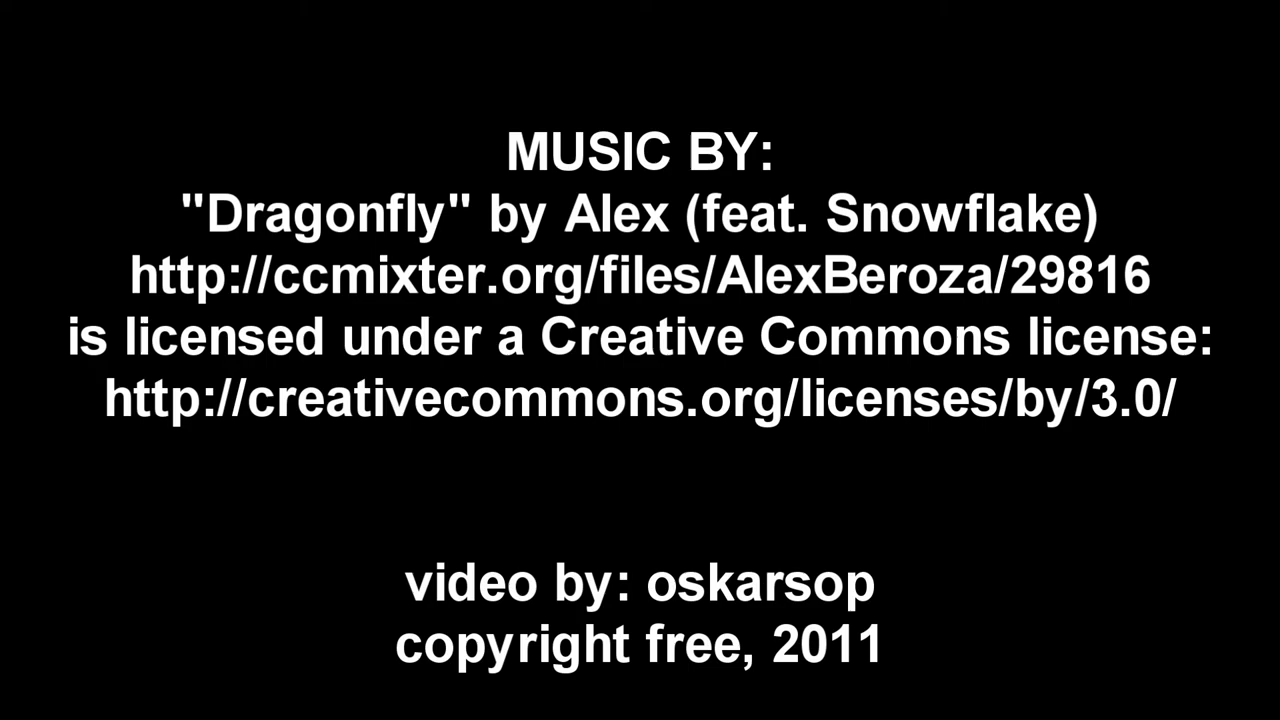 MUSIC BY:
"Dragonfly" by Alex (feat. Snowflake)
http://ccmixter.org/files/AlexBeroza/29816
is licensed under a Creative Commons license:
http://creativecommons.org/licenses/by/3.0/
video by: oskarsop
copyright free, 2011